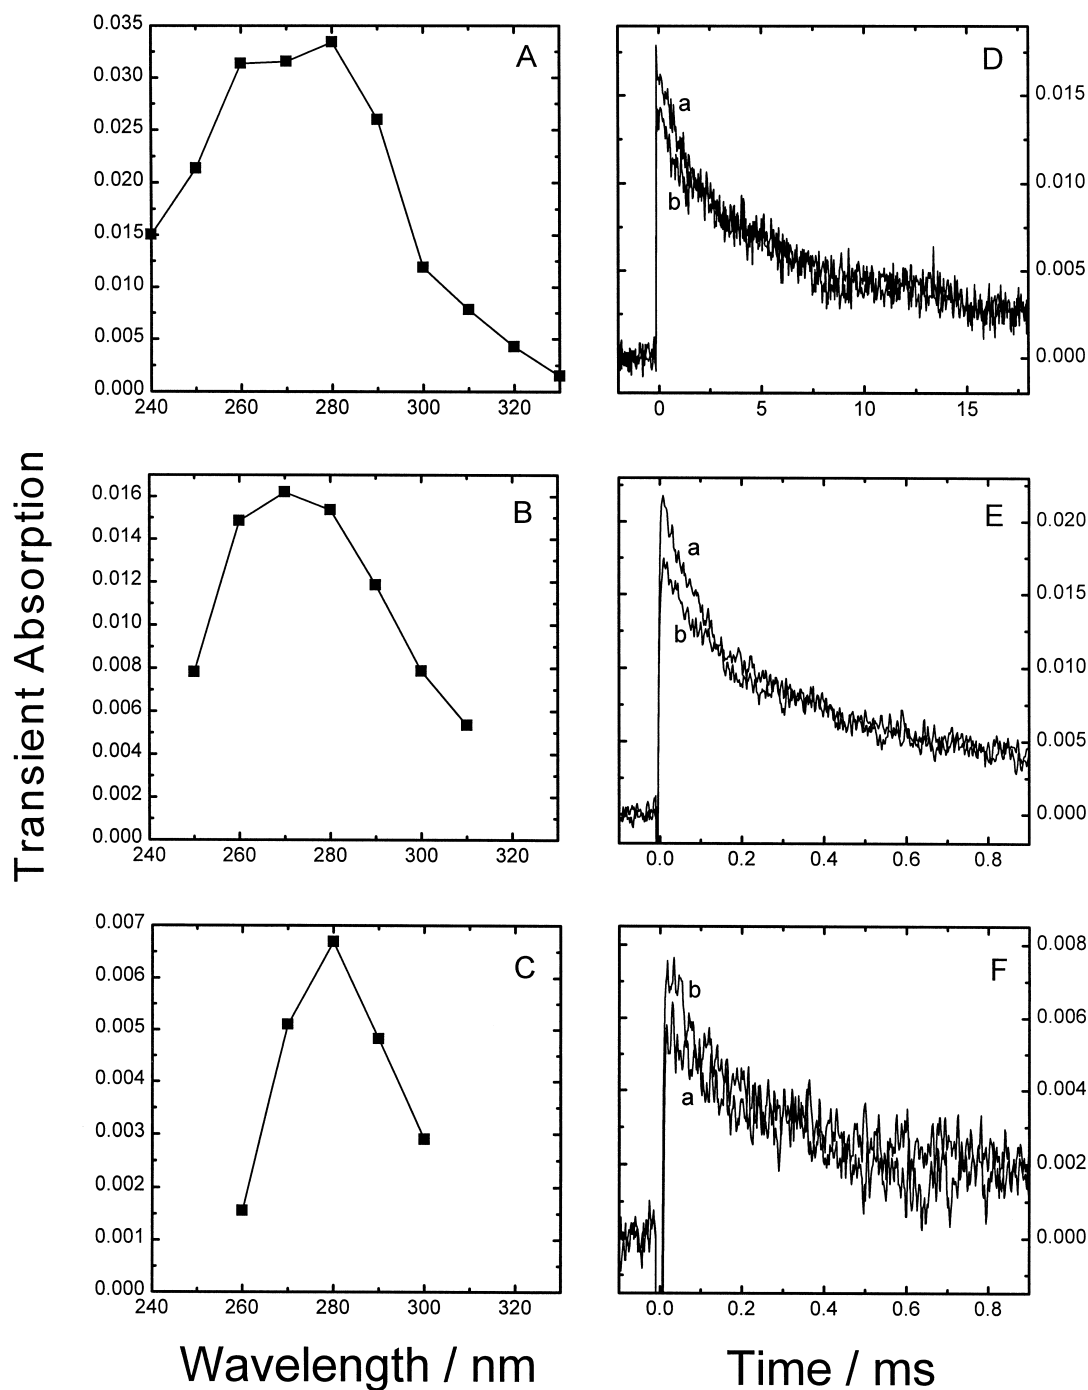 Transient Absorption
A
0.035
0.030
0.025
0.020
0.015
0.010
0.005
0.000
240 260 280 300 320
D
a
b
0.015
0.010
0.005
0.000
0 5 10 15
B
0.016
0.014
0.012
0.010
0.008
0.006
0.004
0.002
0.000
240 260 280 300 320
E
a
b
0.020
0.015
0.010
0.005
0.000
0.0 0.2 0.4 0.6 0.8
C
0.007
0.006
0.005
0.004
0.003
0.002
0.001
0.000
240 260 280 300 320
F
b
a
0.008
0.006
0.004
0.002
0.000
0.0 0.2 0.4 0.6 0.8
Wavelength / nm
Time / ms